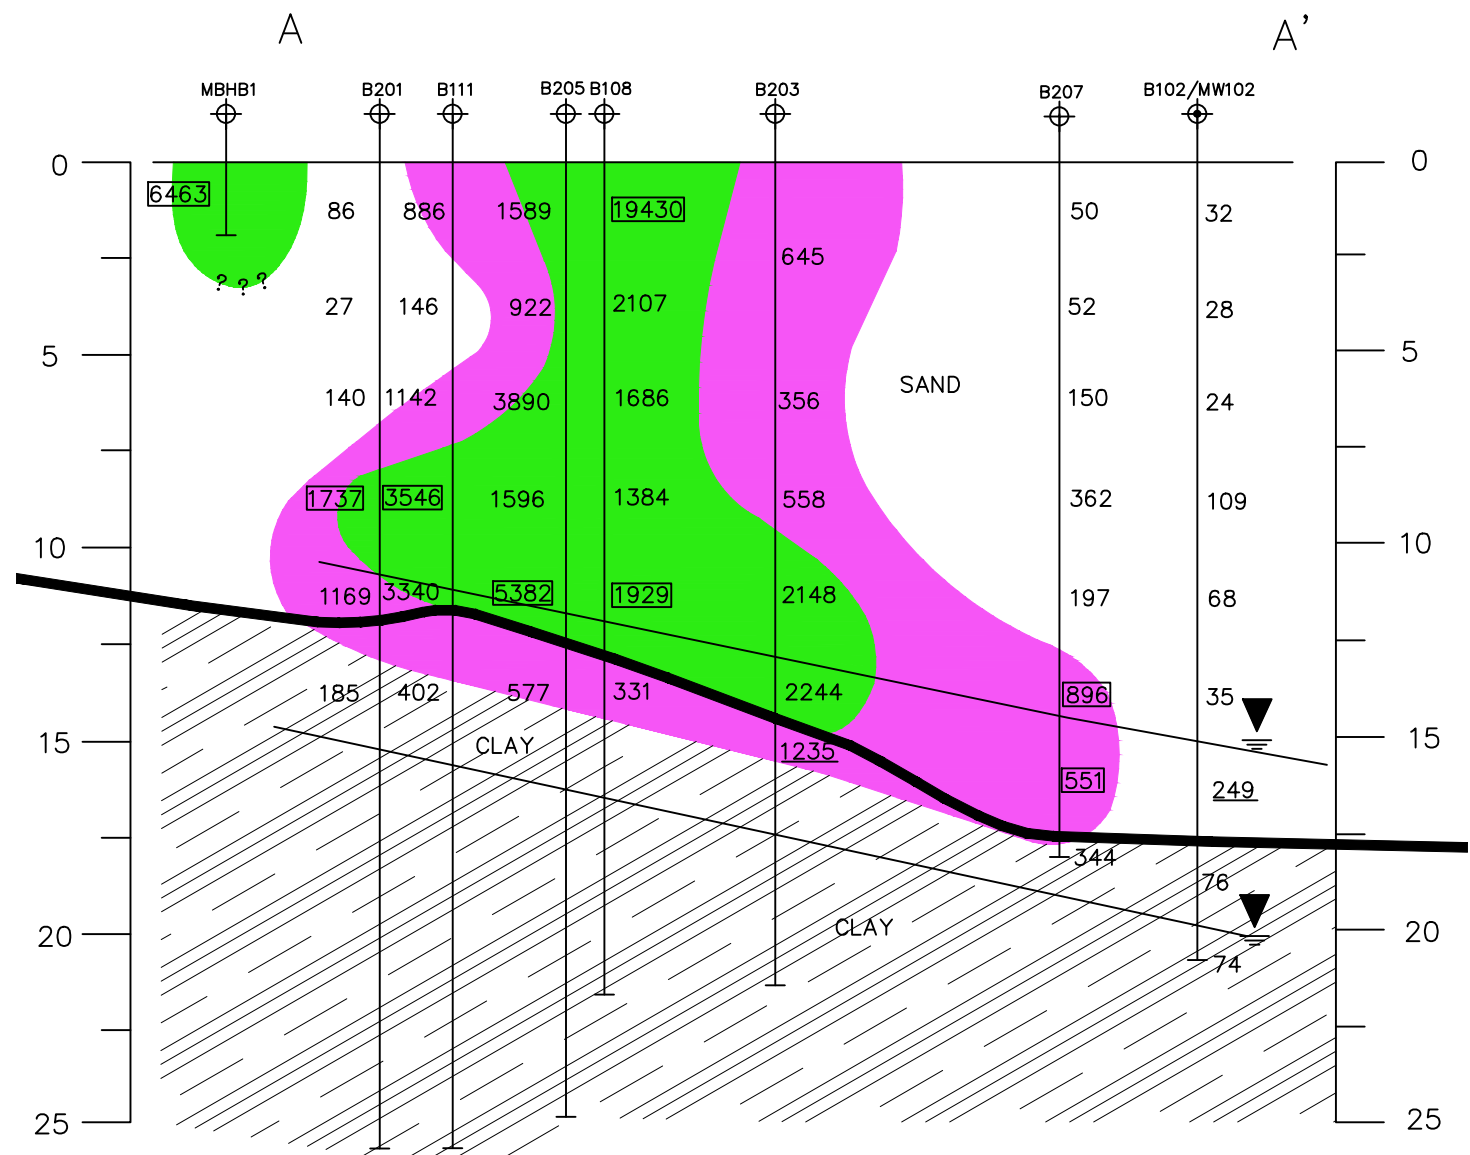 A A’
MBHB1 B201 B111 B205 B108 B203 B207 B102/MW102
0 0
6463 86 886 1589 19430 50 32
645
? ? ?
27 146 922 2107 52 28
5 5
SAND
140 1142 3890 1686 356 150 24
1737 3546 1596 1384 558 362 109
10 10
1169 3340 5382 1929 2148 197 68
185 402 577 331 2244 896 35
15 CLAY 1235 15
551 249
344
76
20 CLAY 20
74
25 25